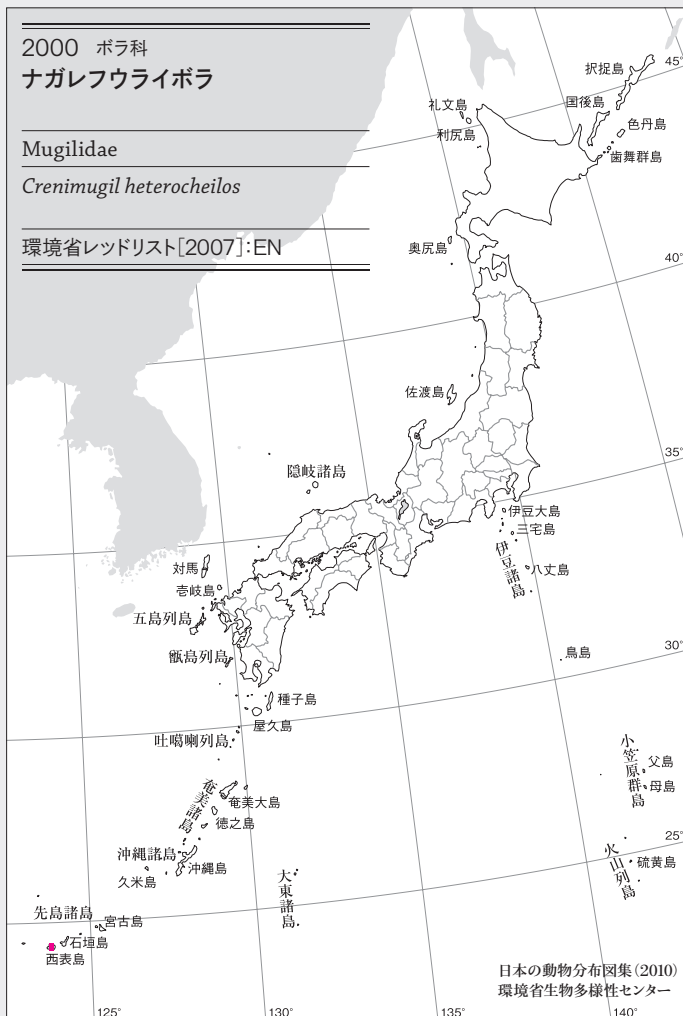 2000 ボラ科
ナガレフウライボラ
Mugilidae
Crenimugil heterocheilos
環境省レッドリスト[2007]:EN
択捉島
45°
国後島
礼文島
色丹島
利尻島
歯舞群島
奥尻島
40°
佐渡島
35°
隠岐諸島
伊豆大島
三宅島
伊豆諸島
八丈島
対馬
壱岐島
五島列島
甑島列島
鳥島
30°
種子島
屋久島
吐噶喇列島
小笠原群島
父島
母島
奄美諸島
奄美大島
徳之島
25°
沖縄諸島
沖縄島
久米島
火山列島
硫黄島
大東諸島
先島諸島
宮古島
石垣島
西表島
日本の動物分布図集(2010)
環境省生物多様性センター
125°
130°
135°
140°